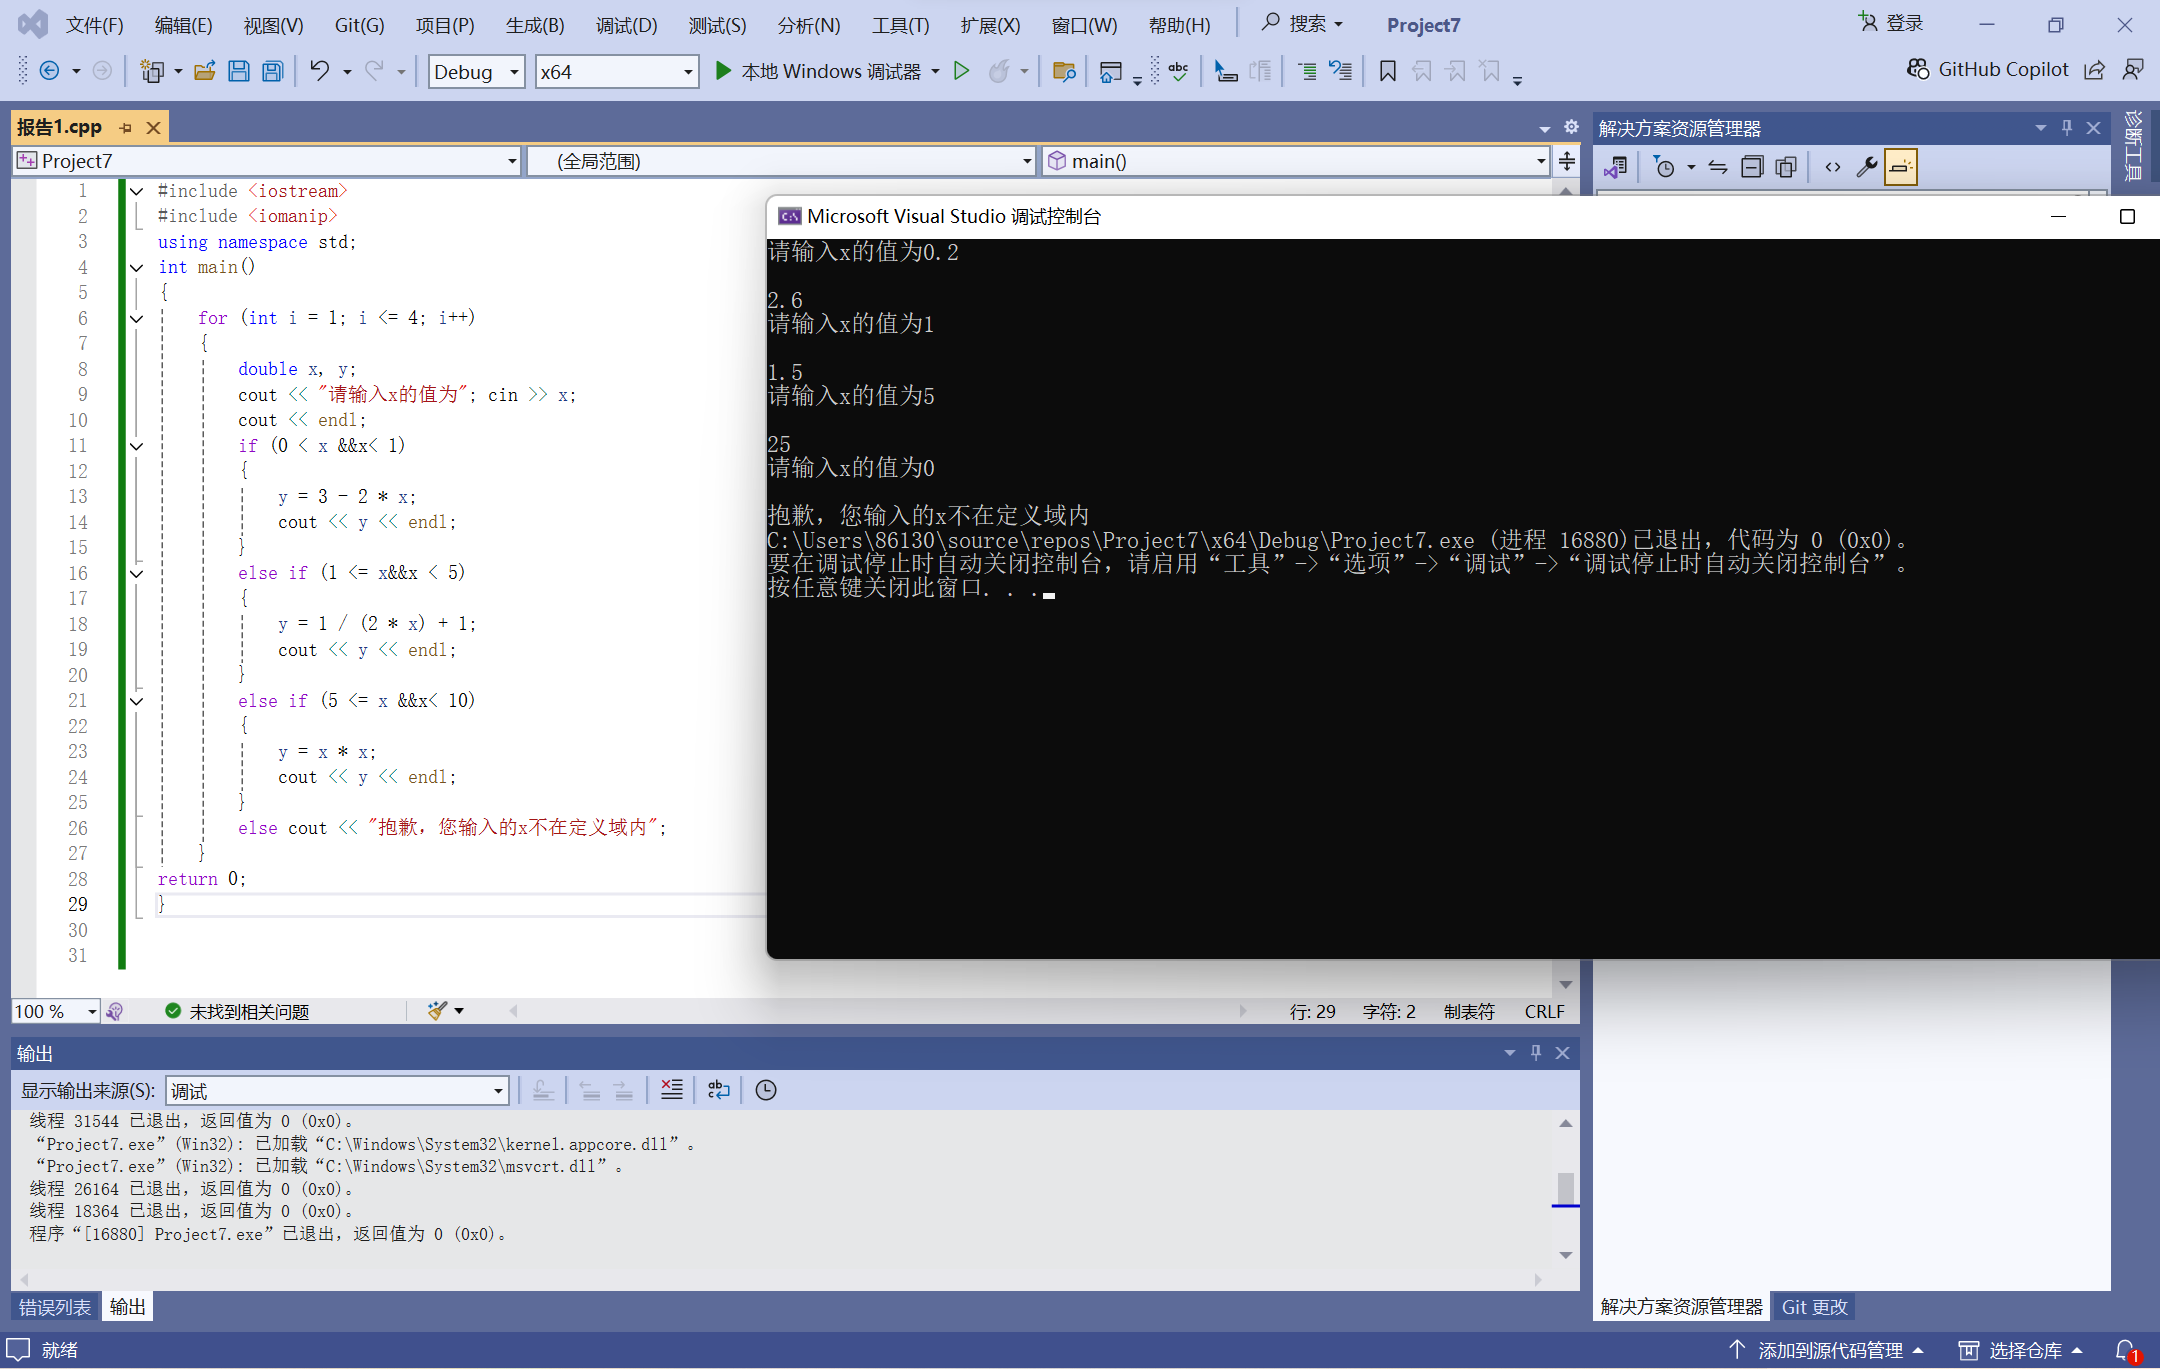 文件(F) 编辑(E) 视图(V) Git(G) 项目(P) 生成(B) 调试(D) 测试(S) 分析(N) 工具(T) 扩展(X) 窗口(W) 帮助(H) 搜索 Project7 登录
Debug x64 本地 Windows 调试器 GitHub Copilot
报告1.cpp
Project7 (全局范围) main()
1 #include <iostream>
2 #include <iomanip>
3 using namespace std;
4 int main()
5 {
6 for (int i = 1; i <= 4; i++)
7 {
8 double x, y;
9 cout << "请输入x的值为"; cin >> x;
10 cout << endl;
11 if (0 < x &&x< 1)
12 {
13 y = 3 - 2 * x;
14 cout << y << endl;
15 }
16 else if (1 <= x&&x < 5)
17 {
18 y = 1 / (2 * x) + 1;
19 cout << y << endl;
20 }
21 else if (5 <= x &&x< 10)
22 {
23 y = x * x;
24 cout << y << endl;
25 }
26 else cout << "抱歉，您输入的x不在定义域内";
27 }
28 return 0;
29 }
30
31
Microsoft Visual Studio 调试控制台
请输入x的值为0.2
2.6
请输入x的值为1
1.5
请输入x的值为5
25
请输入x的值为0
抱歉，您输入的x不在定义域内
C:\Users\86130\source\repos\Project7\x64\Debug\Project7.exe (进程 16880)已退出，代码为 0 (0x0)。
要在调试停止时自动关闭控制台，请启用“工具”->“选项”->“调试”->“调试停止时自动关闭控制台”。
按任意键关闭此窗口. . .
解决方案资源管理器
诊断工具
100 % 未找到相关问题 行: 29 字符: 2 制表符 CRLF
输出
显示输出来源(S): 调试
线程 31544 已退出，返回值为 0 (0x0)。
“Project7.exe”(Win32): 已加载“C:\Windows\System32\kernel.appcore.dll”。
“Project7.exe”(Win32): 已加载“C:\Windows\System32\msvcrt.dll”。
线程 26164 已退出，返回值为 0 (0x0)。
线程 18364 已退出，返回值为 0 (0x0)。
程序“[16880] Project7.exe”已退出，返回值为 0 (0x0)。
错误列表 输出
解决方案资源管理器 Git 更改
就绪 添加到源代码管理 选择仓库 1